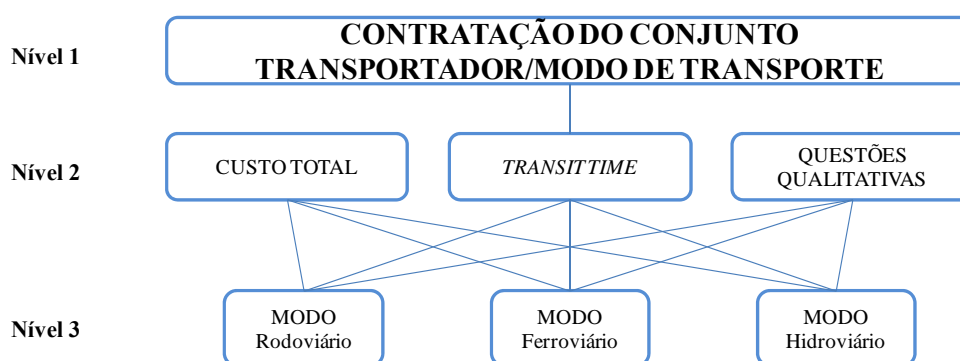 Nível 1
CONTRATAÇÃO DO CONJUNTO
TRANSPORTADOR/MODO DE TRANSPORTE
Nível 2
CUSTO TOTAL
TRANSIT TIME
QUESTÕES
QUALITATIVAS
Nível 3
MODO
Rodoviário
MODO
Ferroviário
MODO
Hidroviário